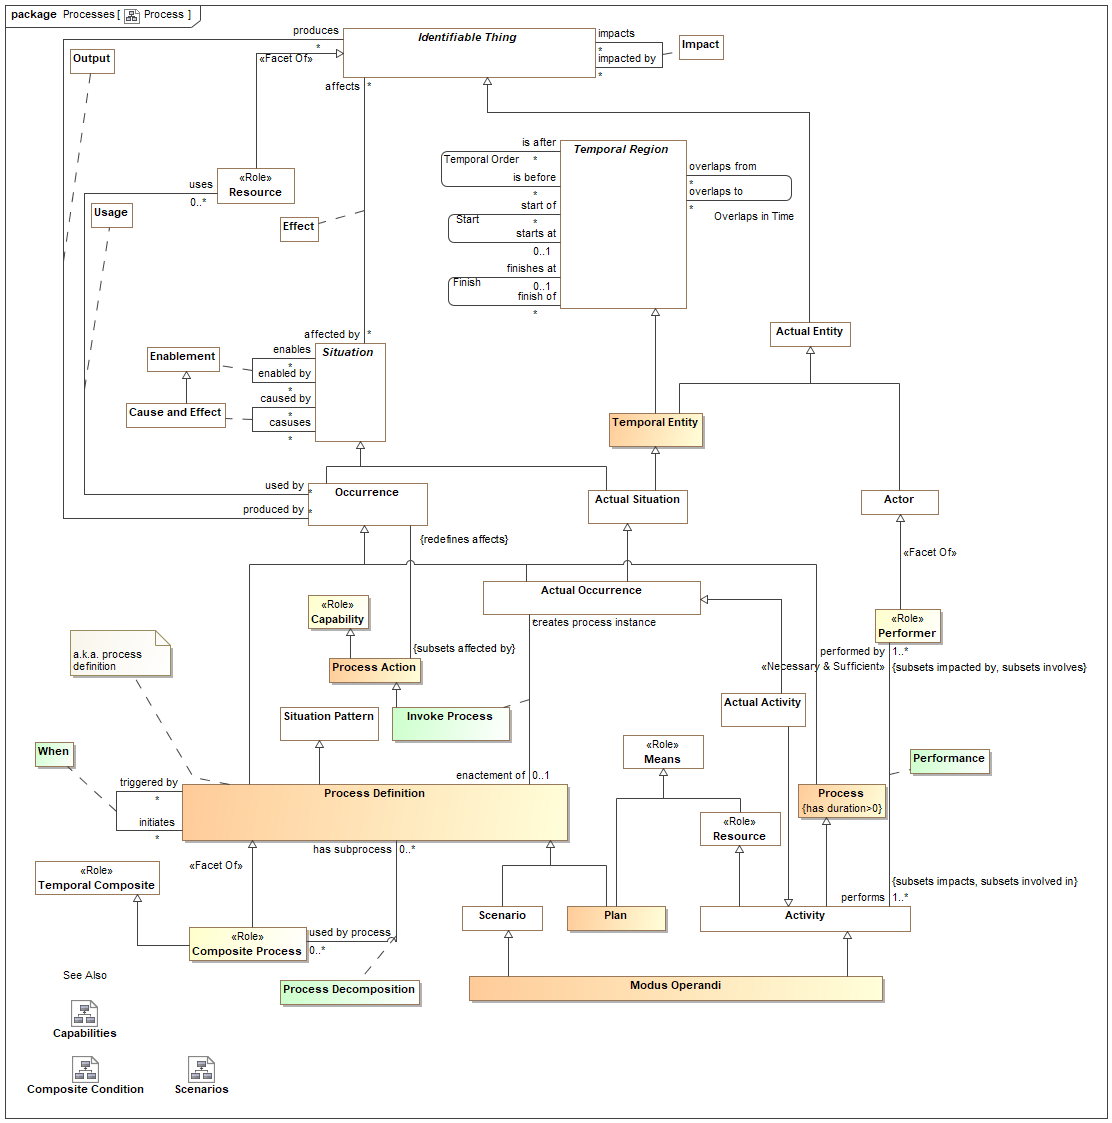 package Processes [ Process ]
produces
*
Identifiable Thing
impacts
*
impacted by
*
Impact
Output
«Facet Of»
affects *
is after
Temporal Order *
is before
*
Temporal Region
overlaps from
*
overlaps to
*
Overlaps in Time
start of
Start *
starts at
0..1
finishes at
Finish 0..1
finish of
*
uses
0..*
«Role»
Resource
Usage
Effect
affected by *
Actual Entity
Enablement
enables
*
enabled by
*
Situation
Cause and Effect
caused by
*
casuses
*
Temporal Entity
used by
*
Occurrence
produced by
*
Actual Situation
Actor
{redefines affects}
«Facet Of»
Actual Occurrence
«Role»
Capability
*
creates process instance
«Role»
Performer
a.k.a. process
definition
{subsets affected by}
Process Action
performed by 1..*
«Necessary & Sufficient» {subsets impacted by, subsets involves}
Situation Pattern
Invoke Process
Actual Activity
When
«Role»
Means
Performance
triggered by
*
initiates
*
enactement of 0..1
Process Definition
Process
{has duration>0}
«Role»
Resource
has subprocess 0..*
«Facet Of»
«Role»
Temporal Composite
{subsets impacts, subsets involved in}
performs 1..*
Scenario
Plan
Activity
«Role»
Composite Process
used by process
0..*
See Also
Process Decomposition
Modus Operandi
Capabilities
Composite Condition
Scenarios